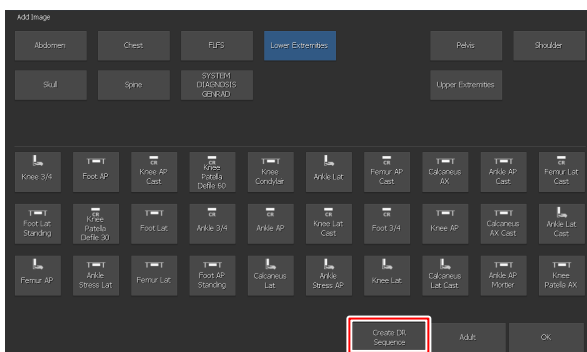 Add Image
Abdomen
Chest
FLFS
Lower Extremities
Pelvis
Shoulder
Skull
Spine
SYSTEM
DIAGNOSIS
GENRAD
Upper Extremities
Knee 3/4
Foot AP
CR
Knee AP
Cast
CR
Knee
Patella
Defile 60
Knee
Condylar
Ankle Lat
CR
Femur AP
Cast
Calcaneus
AX
Ankle AP
Cast
CR
Femur Lat
Cast
Foot Lat
Standing
CR
Knee
Patella
Defile 30
Foot Lat
CR
Ankle 3/4
CR
Ankle AP
CR
Knee Lat
Cast
CR
Foot 3/4
Knee AP
Calcaneus
AX Cast
Ankle Lat
Cast
Femur AP
Ankle
Stress Lat
Femur Lat
Foot AP
Standing
Calcaneus
Lat
Ankle
Stress AP
Knee Lat
Calcaneus
Lat Cast
Ankle AP
Mortier
Knee
Patella AX
Create DR
Sequence
Adult
OK